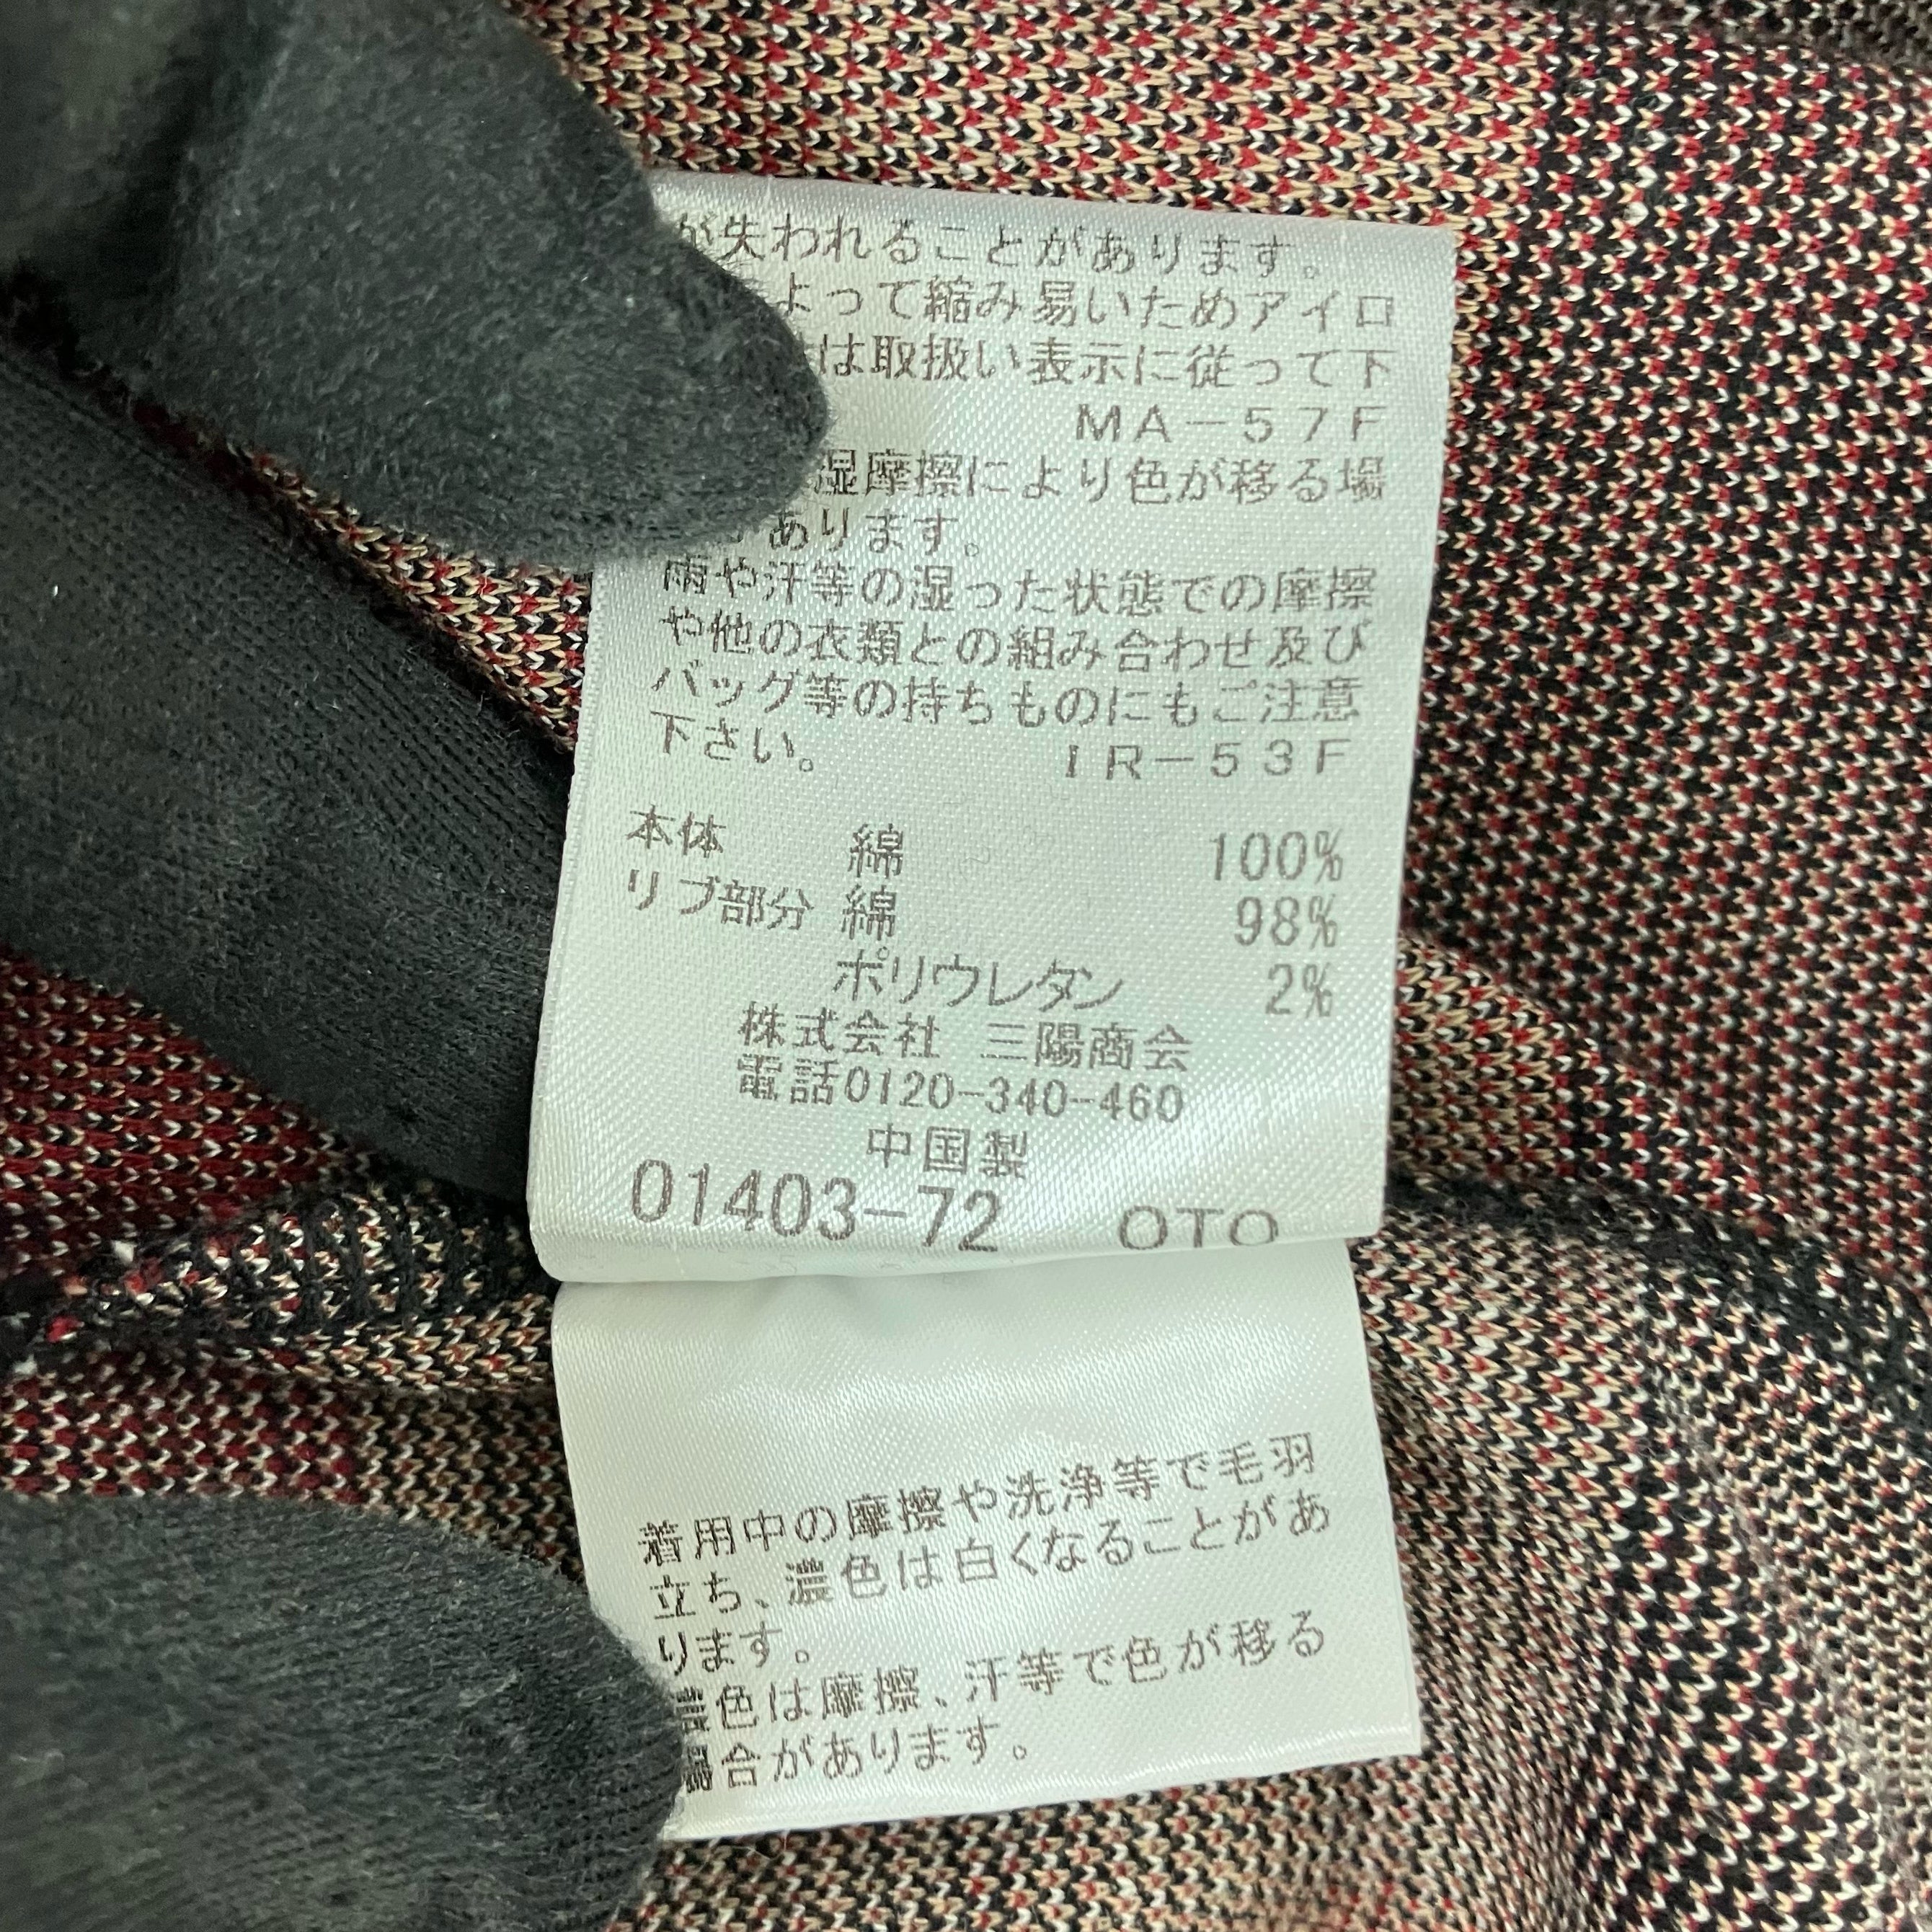 が失われることがあります。
よって縮み易いためアイロ
は取扱い表示に従って下
MA-57F
湿摩擦により色が移る場
あります。
雨や汗等の湿った状態での摩擦
や他の衣類との組み合わせ及び
バッグ等の持ちものにもご注意
下さい。 IR-53F
本体 綿 100%
リブ部分 綿 98%
ポリウレタン 2%
株式会社 三陽商会
電話0120-340-460
中国製
01403-72 OTO
着用中の摩擦や洗浄等で毛羽
立ち、濃色は白くなることがあ
ります。
濃色は摩擦、汗等で色が移る
場合があります。